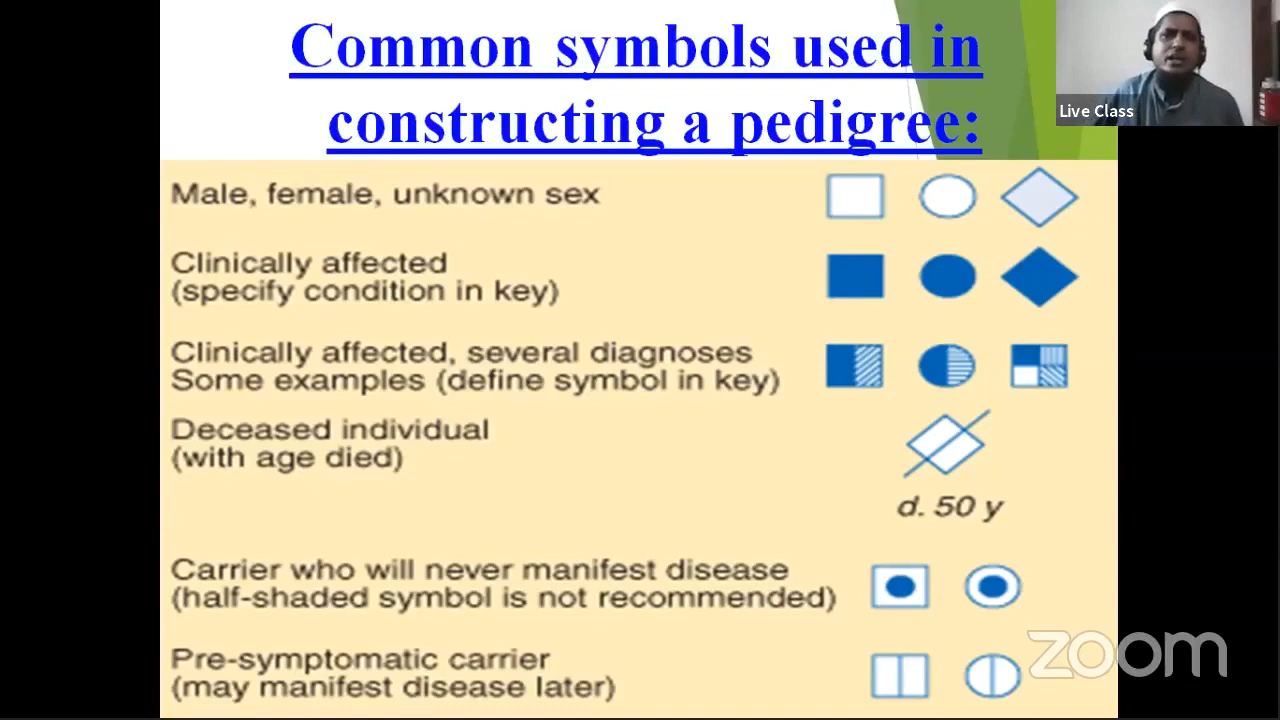 Common symbols used in
constructing a pedigree:
Live Class
Male, female, unknown sex
Clinically affected
(specify condition in key)
Clinically affected, several diagnoses
Some examples (define symbol in key)
Deceased individual
(with age died)
d. 50 y
Carrier who will never manifest disease
(half-shaded symbol is not recommended)
Pre-symptomatic carrier
(may manifest disease later)
zoom